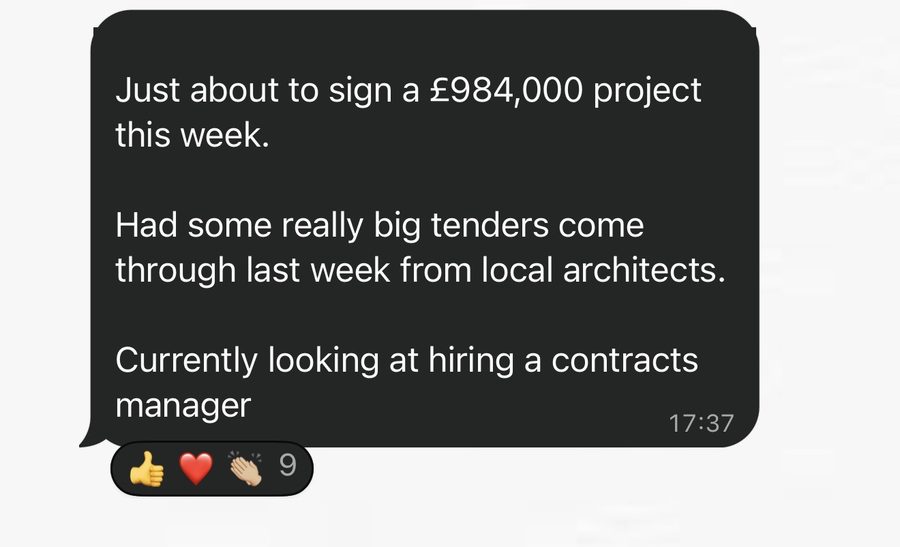 Just about to sign a £984,000 project
this week.
Had some really big tenders come
through last week from local architects.
Currently looking at hiring a contracts
manager
17:37
👍 ❤️ 👏🏼 9